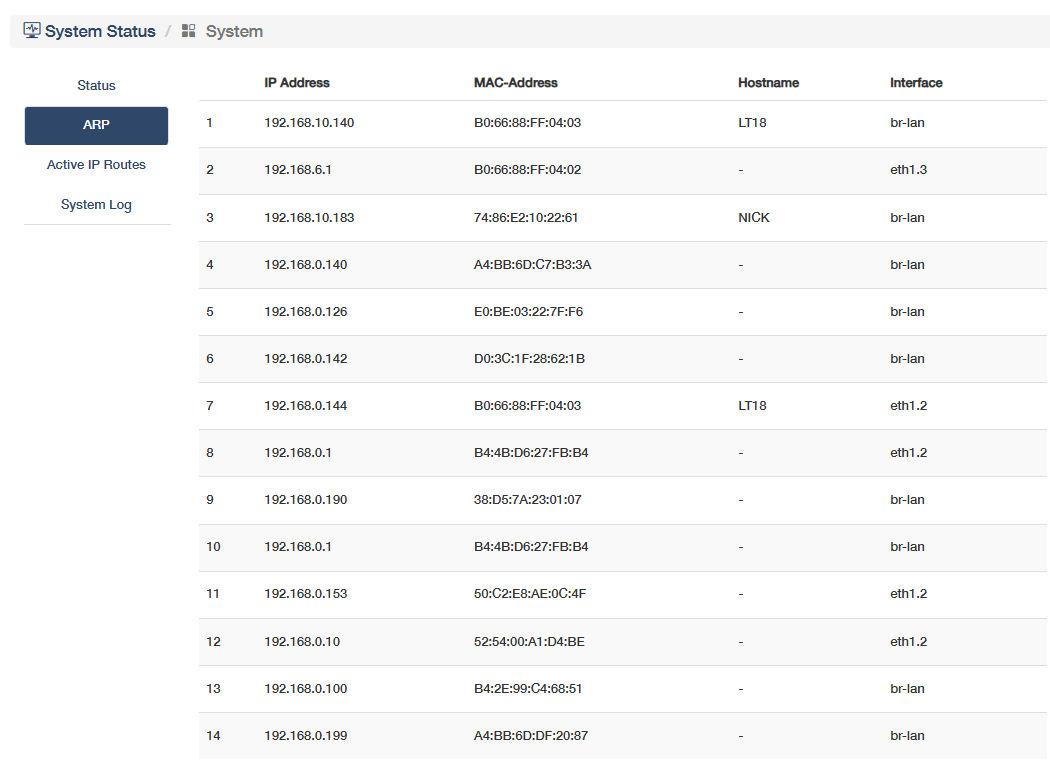 System Status / System
Status
ARP
Active IP Routes
System Log
IP Address MAC-Address Hostname Interface
1 192.168.10.140 B0:66:88:FF:04:03 LT18 br-lan
2 192.168.6.1 B0:66:88:FF:04:02 - eth1.3
3 192.168.10.183 74:86:E2:10:22:61 NICK br-lan
4 192.168.0.140 A4:BB:6D:C7:B3:3A - br-lan
5 192.168.0.126 E0:BE:03:22:7F:F6 - br-lan
6 192.168.0.142 D0:3C:1F:28:62:1B - br-lan
7 192.168.0.144 B0:66:88:FF:04:03 LT18 eth1.2
8 192.168.0.1 B4:4B:D6:27:FB:B4 - eth1.2
9 192.168.0.190 38:D5:7A:23:01:07 - br-lan
10 192.168.0.1 B4:4B:D6:27:FB:B4 - br-lan
11 192.168.0.153 50:C2:E8:AE:0C:4F - eth1.2
12 192.168.0.10 52:54:00:A1:D4:BE - eth1.2
13 192.168.0.100 B4:2E:99:C4:68:51 - br-lan
14 192.168.0.199 A4:BB:6D:DF:20:87 - br-lan